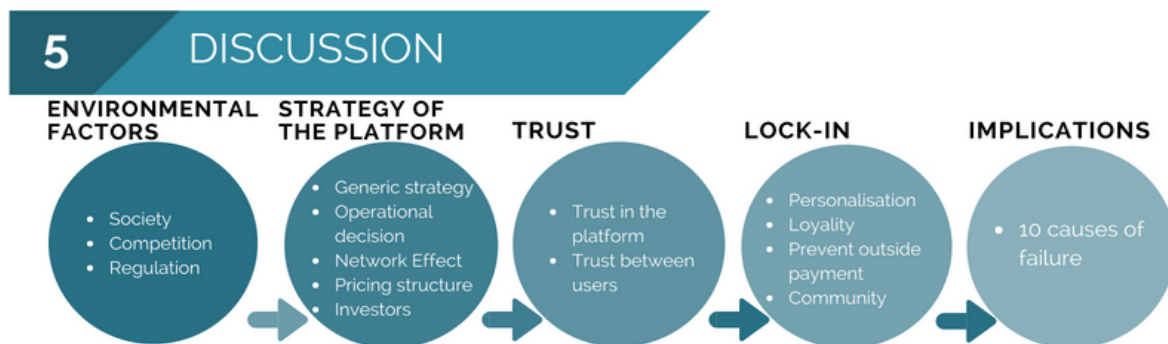 5
DISCUSSION
ENVIRONMENTAL
FACTORS
• Society
• Competition
• Regulation
STRATEGY OF
THE PLATFORM
• Generic strategy
• Operational
decision
• Network Effect
• Pricing structure
• Investors
TRUST
• Trust in the
platform
• Trust between
users
LOCK-IN
• Personalisation
• Loyality
• Prevent outside
payment
• Community
IMPLICATIONS
• 10 causes of
failure